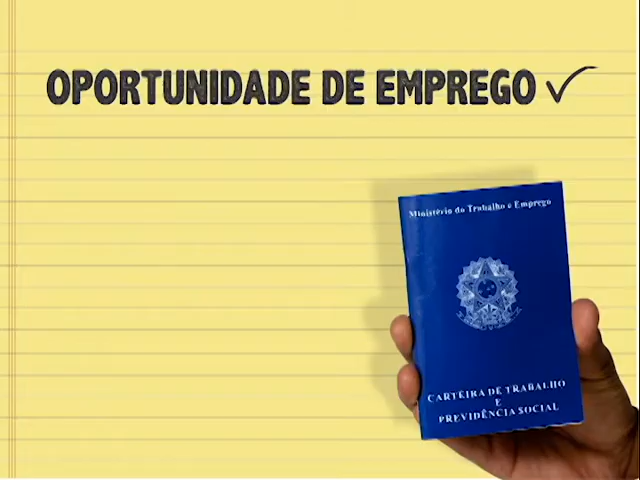 OPORTUNIDADE DE EMPREGO
Ministério do Trabalho e Emprego
CARTEIRA DE TRABALHO
E
PREVIDÊNCIA SOCIAL